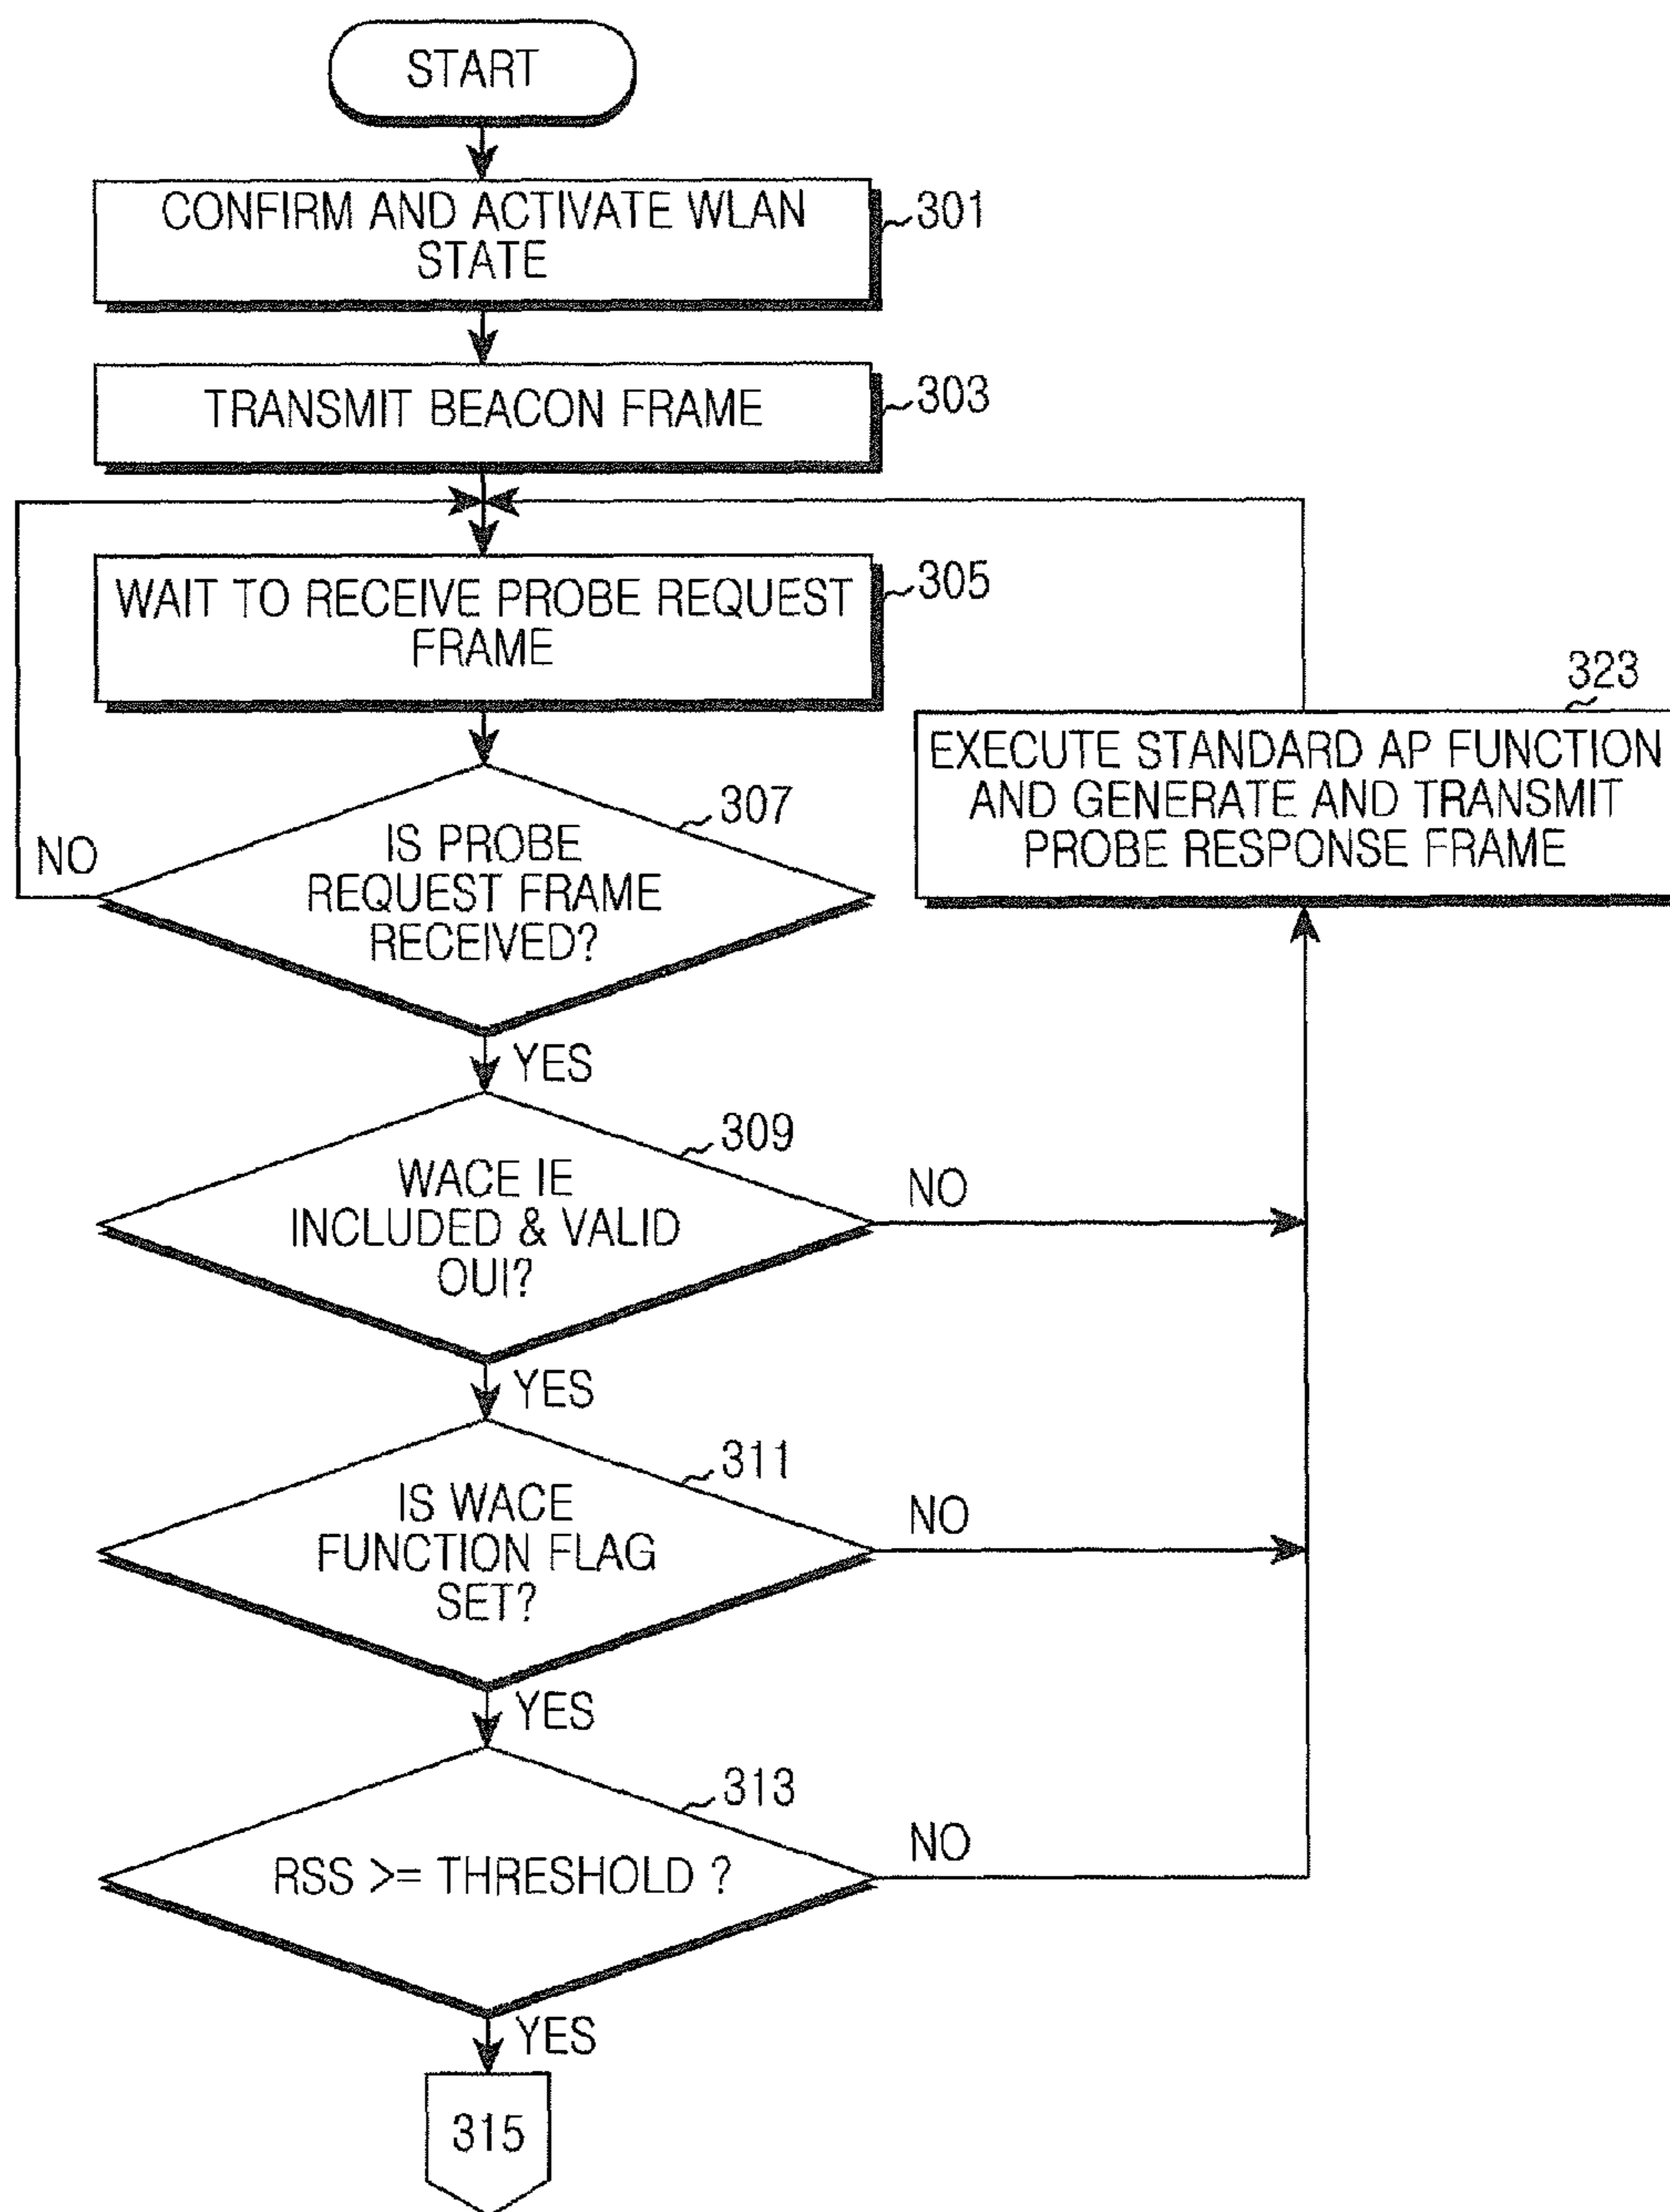 START
CONFIRM AND ACTIVATE WLAN
STATE
301
TRANSMIT BEACON FRAME
303
WAIT TO RECEIVE PROBE REQUEST
FRAME
305
323
EXECUTE STANDARD AP FUNCTION
AND GENERATE AND TRANSMIT
PROBE RESPONSE FRAME
307
IS PROBE
REQUEST FRAME
RECEIVED?
NO
YES
309
WACE IE
INCLUDED & VALID
OUI?
NO
YES
311
IS WACE
FUNCTION FLAG
SET?
NO
YES
313
RSS >= THRESHOLD ?
NO
YES
315